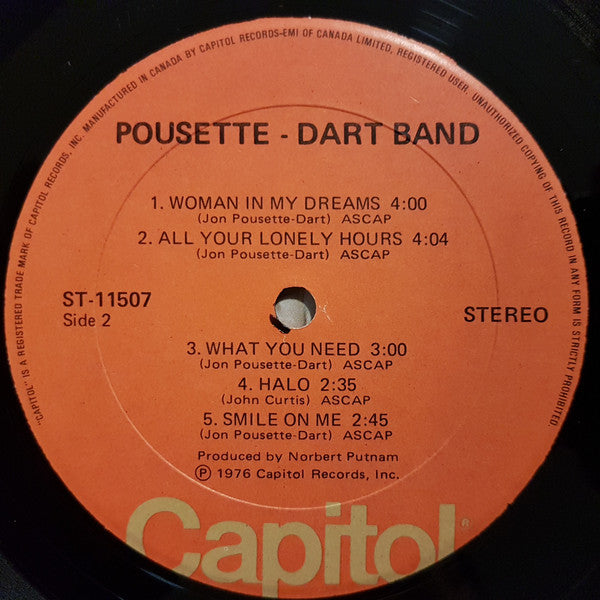 "CAPITOL" IS A REGISTERED TRADE MARK OF CAPITOL RECORDS, INC. MANUFACTURED IN CANADA BY CAPITOL RECORDS-EMI OF CANADA LIMITED, REGISTERED USER. UNAUTHORIZED COPYING OF THIS RECORD IN ANY FORM IS STRICTLY PROHIBITED.
POUSETTE - DART BAND
1. WOMAN IN MY DREAMS 4:00
(Jon Pousette-Dart) ASCAP
2. ALL YOUR LONELY HOURS 4:04
(Jon Pousette-Dart) ASCAP
ST-11507
Side 2
STEREO
3. WHAT YOU NEED 3:00
(Jon Pousette-Dart) ASCAP
4. HALO 2:35
(John Curtis) ASCAP
5. SMILE ON ME 2:45
(Jon Pousette-Dart) ASCAP
Produced by Norbert Putnam
Ⓟ 1976 Capitol Records, Inc.
Capitol®